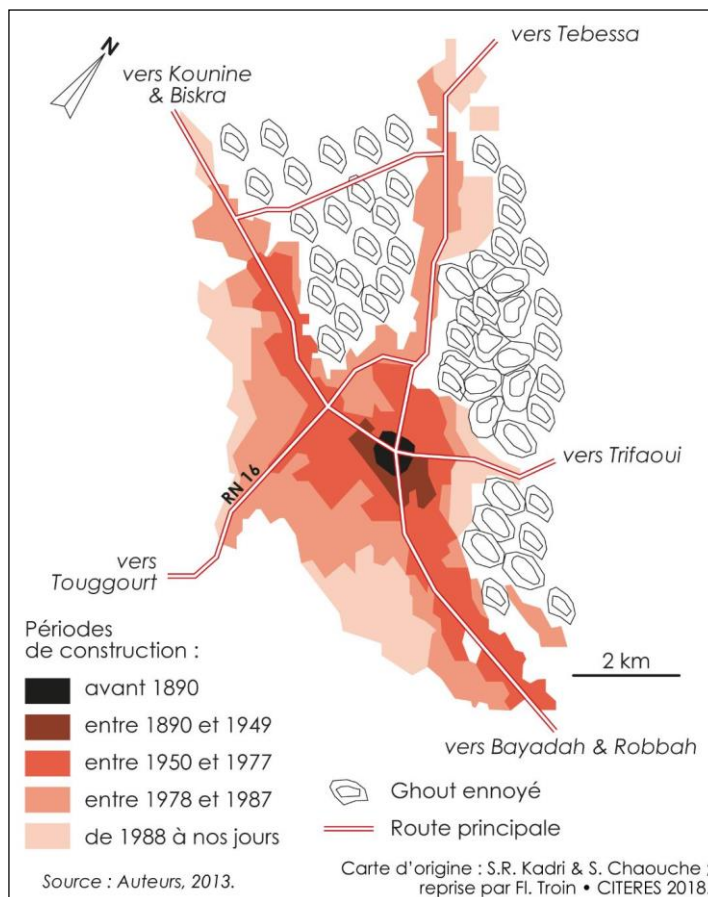 N
vers Tebessa
vers Kounine
& Biskra
vers Trifaoui
RN 16
vers
Touggourt
Périodes
de construction :
avant 1890
entre 1890 et 1949
entre 1950 et 1977
entre 1978 et 1987
de 1988 à nos jours
2 km
vers Bayadah & Robbah
Ghout ennoyé
Route principale
Source : Auteurs, 2013.
Carte d'origine : S.R. Kadri & S. Chaouche ;
reprise par Fl. Troin • CITERES 2018.